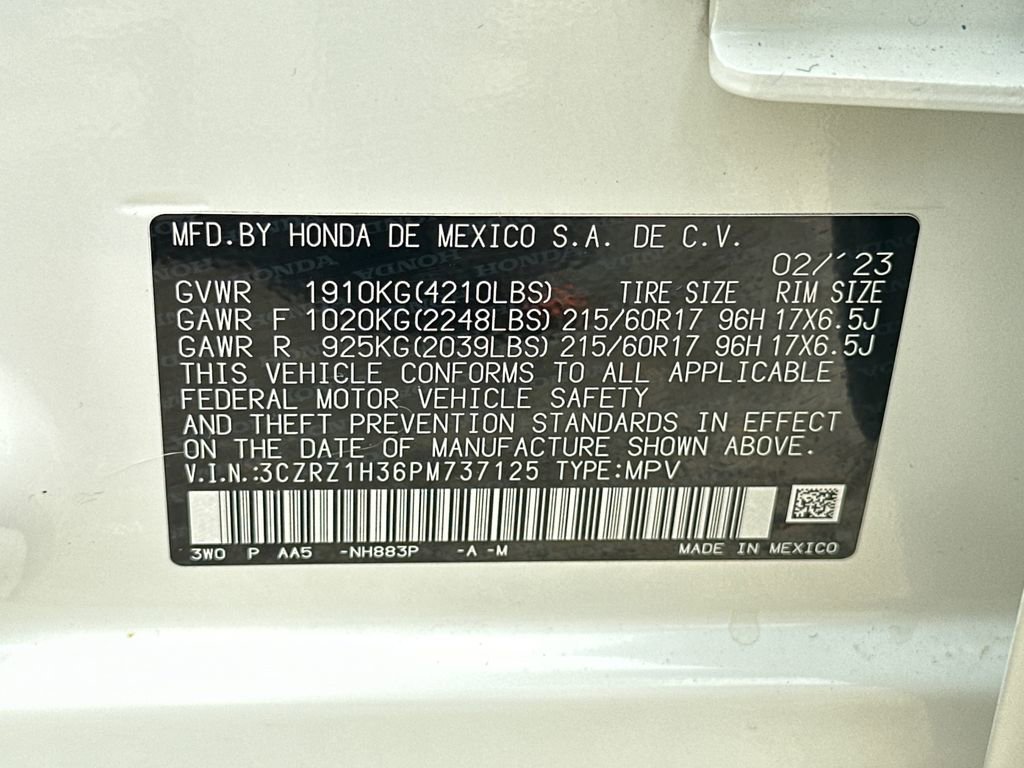 MFD.BY HONDA DE MEXICO S.A. DE C.V.
02/'23
GVWR 1910KG(4210LBS) TIRE SIZE RIM SIZE
GAWR F 1020KG(2248LBS) 215/60R17 96H 17X6.5J
GAWR R 925KG(2039LBS) 215/60R17 96H 17X6.5J
THIS VEHICLE CONFORMS TO ALL APPLICABLE
FEDERAL MOTOR VEHICLE SAFETY
AND THEFT PREVENTION STANDARDS IN EFFECT
ON THE DATE OF MANUFACTURE SHOWN ABOVE.
V.I.N.:3CZRZ1H36PM737125 TYPE:MPV
3W0 P AA5 -NH883P -A -M MADE IN MEXICO